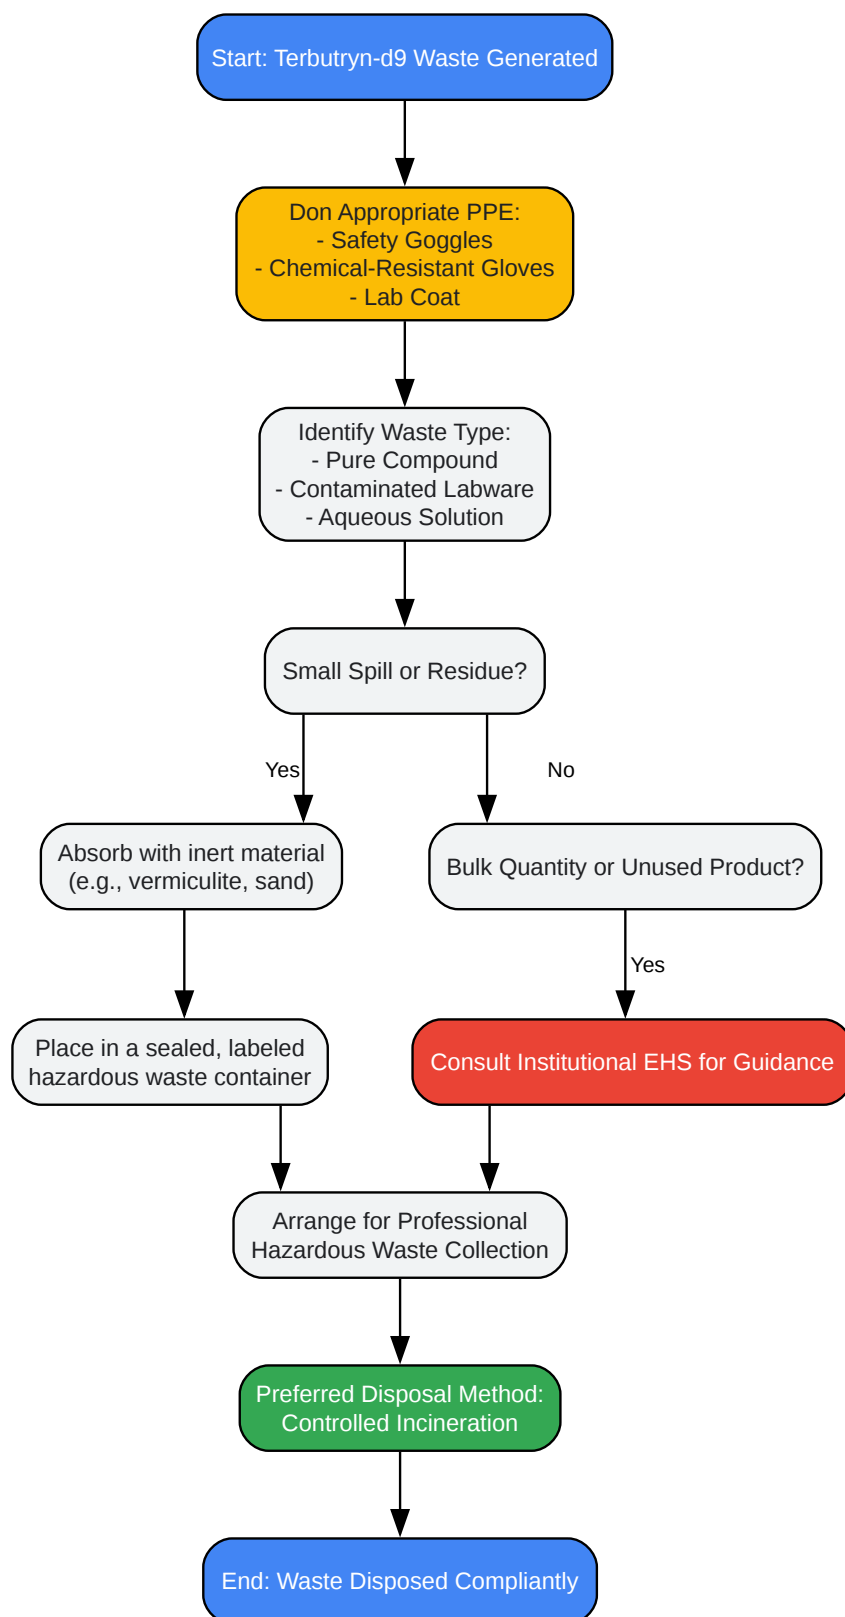 Start: Terbutryn-d9 Waste Generated
Don Appropriate PPE:
- Safety Goggles
- Chemical-Resistant Gloves
- Lab Coat
Identify Waste Type:
- Pure Compound
- Contaminated Labware
- Aqueous Solution
Small Spill or Residue?
Yes
No
Absorb with inert material
(e.g., vermiculite, sand)
Bulk Quantity or Unused Product?
Yes
Place in a sealed, labeled
hazardous waste container
Consult Institutional EHS for Guidance
Arrange for Professional
Hazardous Waste Collection
Preferred Disposal Method:
Controlled Incineration
End: Waste Disposed Compliantly